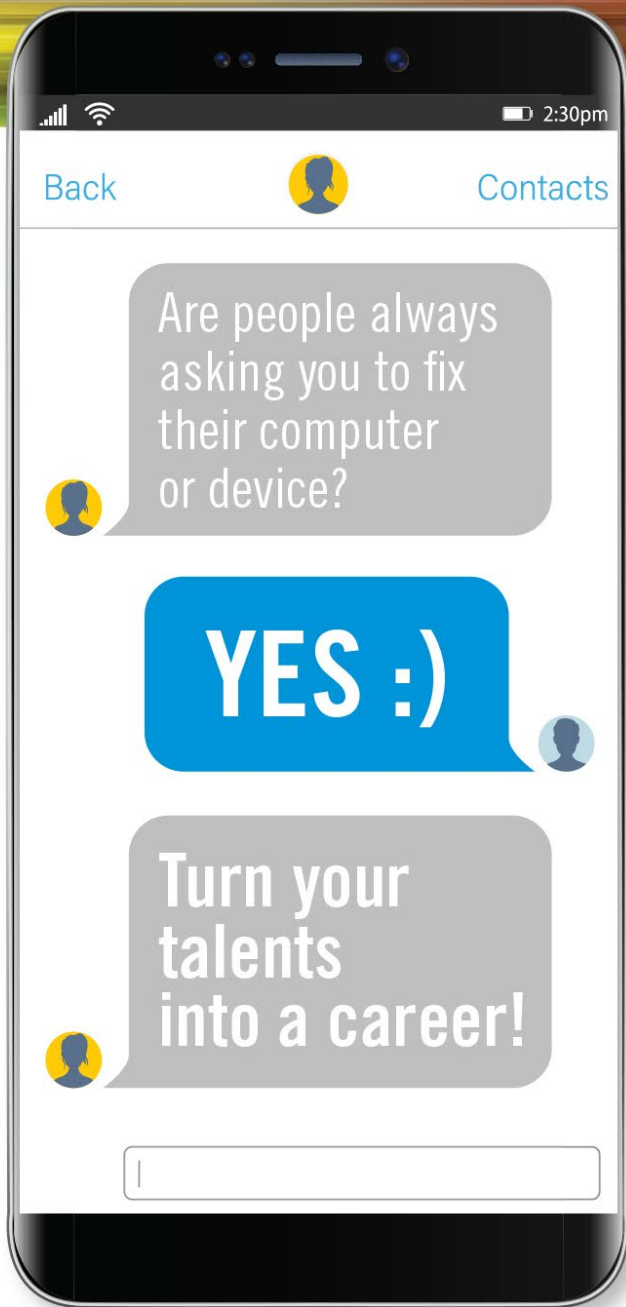 2:30pm
Back
Contacts
Are people always
asking you to fix
their computer
or device?
YES :)
Turn your
talents
into a career!